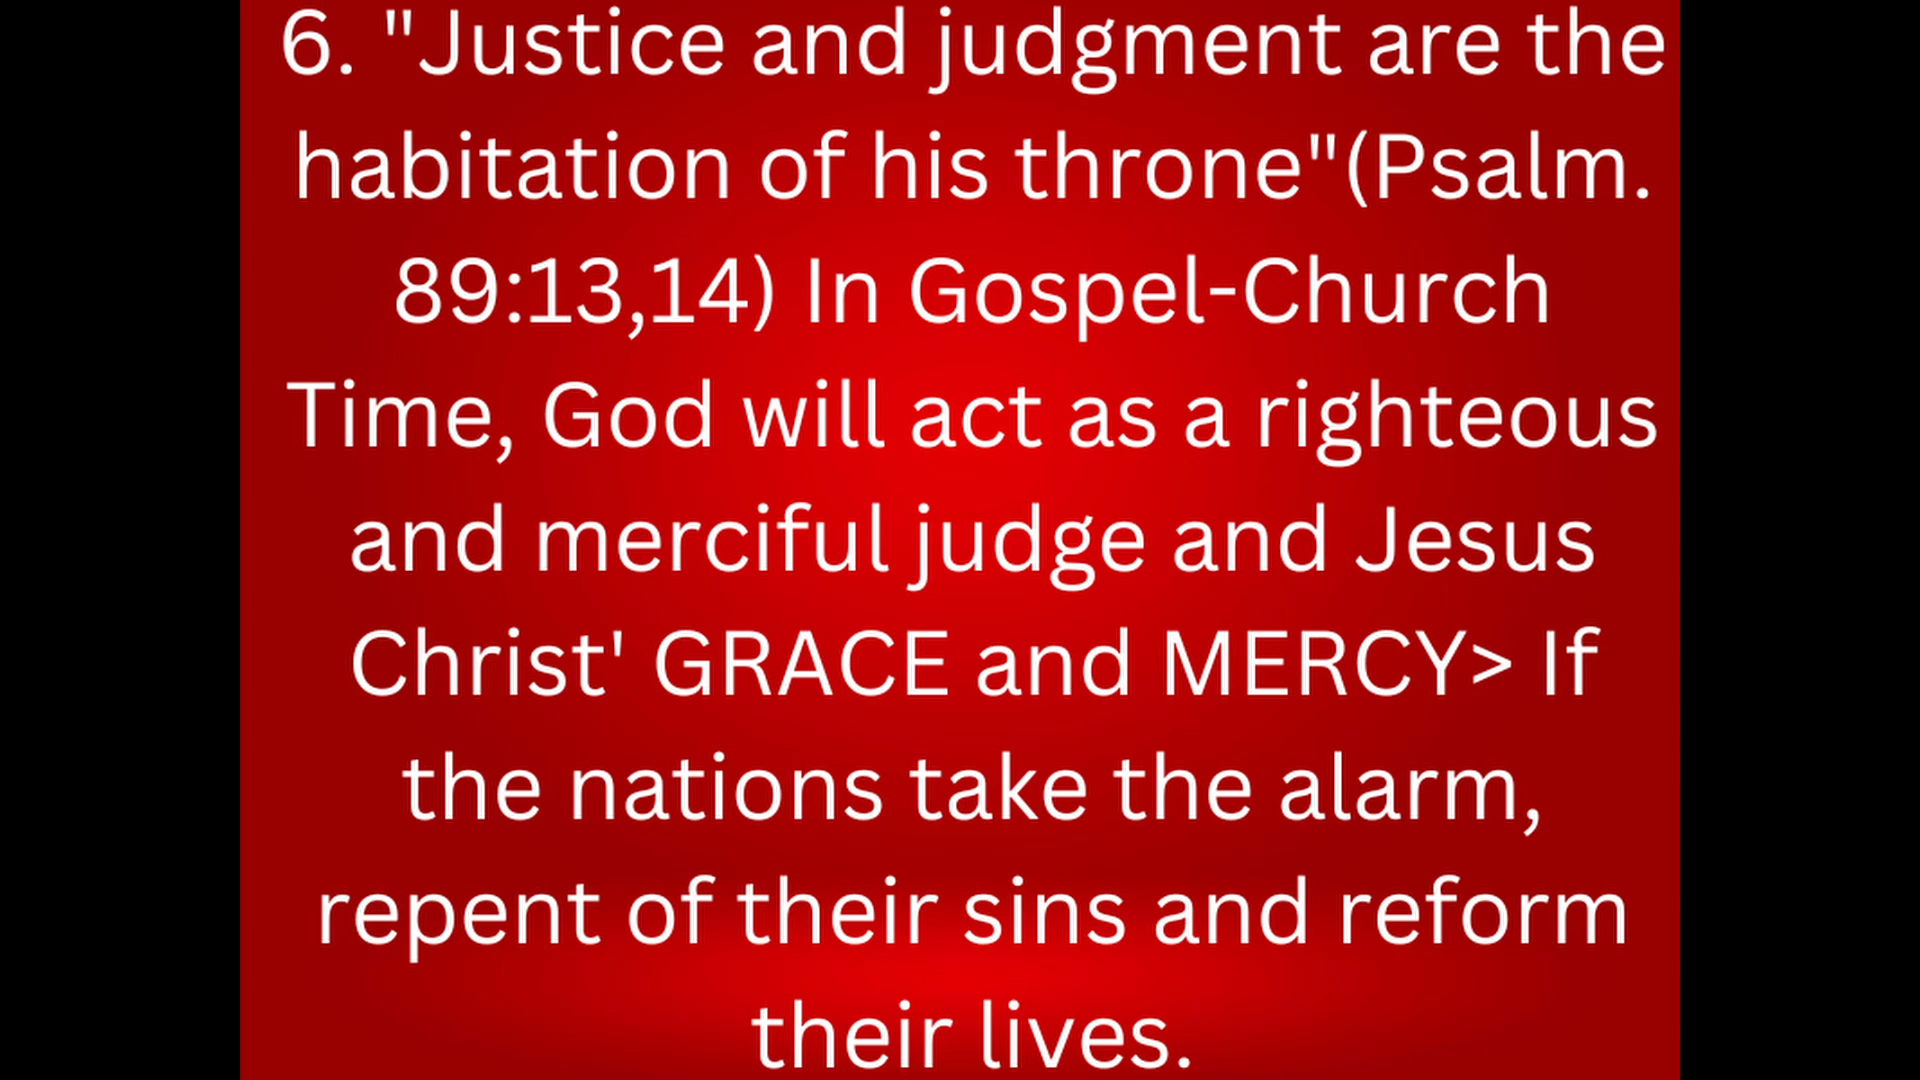 6. "Justice and judgment are the
habitation of his throne"(Psalm.
89:13,14) In Gospel-Church
Time, God will act as a righteous
and merciful judge and Jesus
Christ' GRACE and MERCY> If
the nations take the alarm,
repent of their sins and reform
their lives.